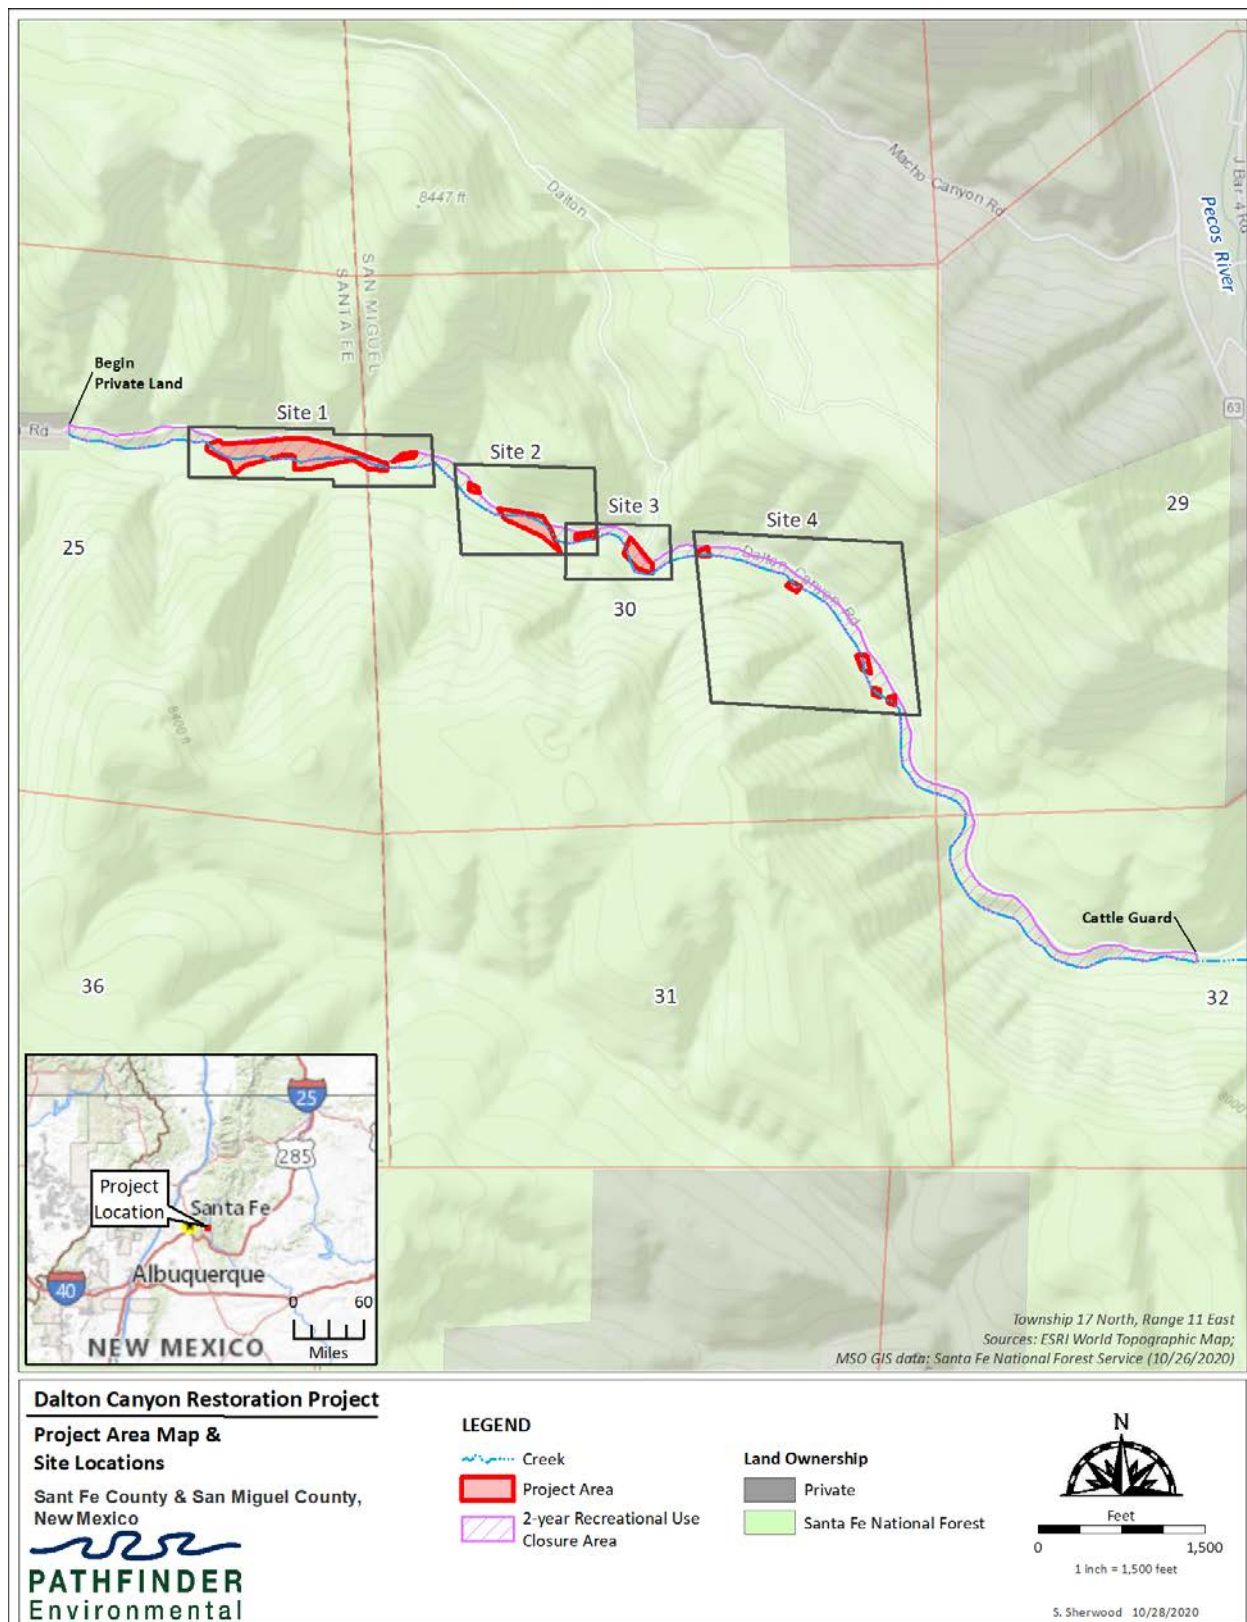 8447 ft
Dalton
Macho Canyon Rd
J Bar 4 Rd
Pecos River
SANTA FE
SAN MIGUEL
63
Begin
Private Land
Rd
Site 1
Site 2
Site 3
Site 4
Dalton Canyon Rd
29
25
30
8400 ft
Cattle Guard
36
31
32
8000
25
285
Project
Location
Santa Fe
Albuquerque
40
0 60
Miles
NEW MEXICO
Township 17 North, Range 11 East
Sources: ESRI World Topographic Map;
MSO GIS data: Santa Fe National Forest Service (10/26/2020)
Dalton Canyon Restoration Project
Project Area Map &
Site Locations
Sant Fe County & San Miguel County,
New Mexico
PATHFINDER
Environmental
LEGEND
Creek
Project Area
2-year Recreational Use
Closure Area
Land Ownership
Private
Santa Fe National Forest
N
Feet
0 1,500
1 inch = 1,500 feet
S. Sherwood 10/28/2020